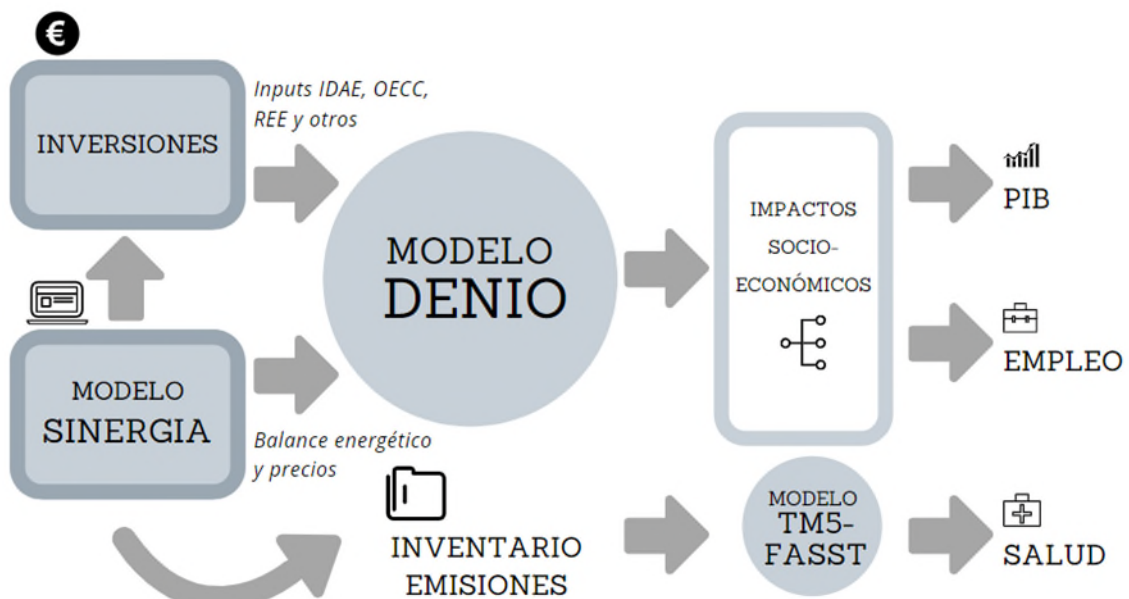 €
INVERSIONES
Inputs IDAE, OECC,
REE y otros
MODELO
SINERGIA
Balance energético
y precios
MODELO
DENIO
IMPACTOS
SOCIO-
ECONÓMICOS
PIB
EMPLEO
INVENTARIO
EMISIONES
MODELO
TM5-
FASST
SALUD